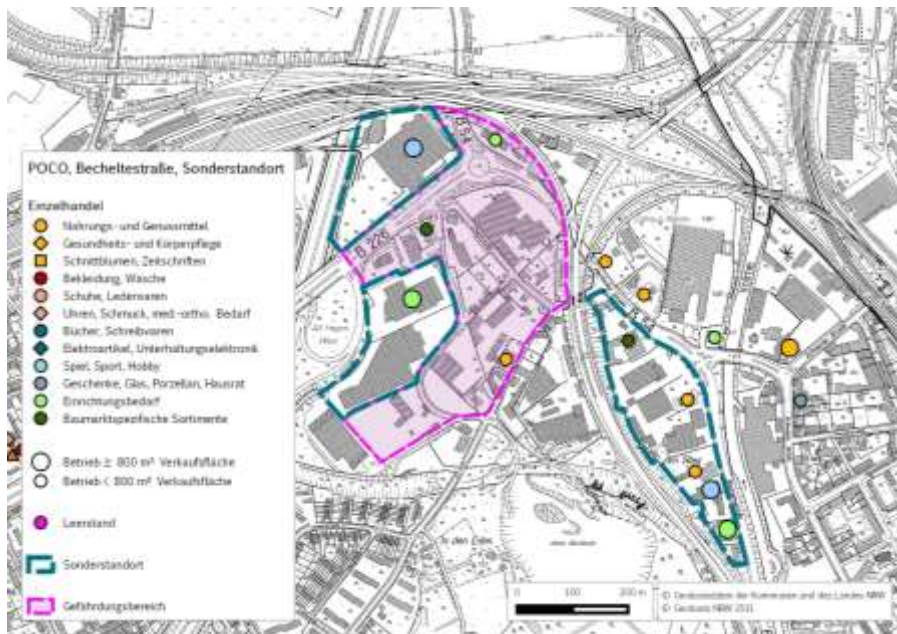 POCO, Becheltestraße, Sonderstandort
Einzelhandel
Nahrungs- und Genussmittel
Gesundheits- und Körperpflege
Schnittblumen, Zeitschriften
Bekleidung, Wäsche
Schuhe, Lederwaren
Uhren, Schmuck, med.-ortho. Bedarf
Bücher, Schreibwaren
Elektroartikel, Unterhaltungselektronik
Spiel, Sport, Hobby
Geschenke, Glas, Porzellan, Hausrat
Einrichtungsbedarf
Baumarktspezifische Sortimente
Betrieb ≥ 800 m² Verkaufsfläche
Betrieb < 800 m² Verkaufsfläche
Leerstand
Sonderstandort
Gefährdungsbereich
B 54
B 226
In den
0 100 200 m
© Geobasisdaten der Kommunen und des Landes NRW
© Geobasis NRW 2011